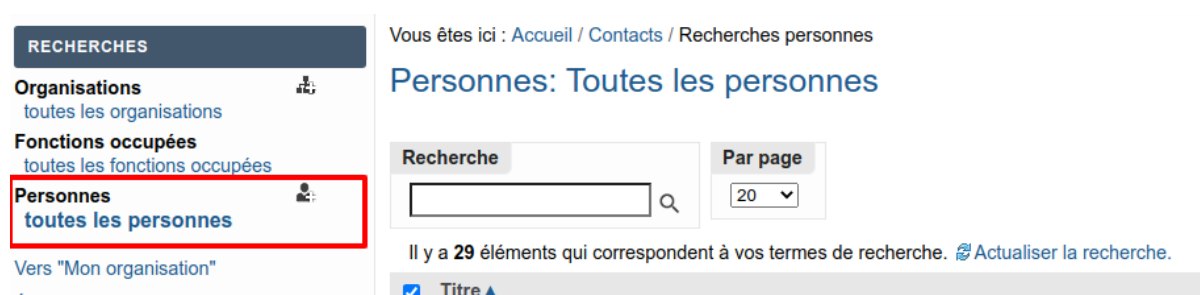 RECHERCHES
Organisations
toutes les organisations
Fonctions occupées
toutes les fonctions occupées
Personnes
toutes les personnes
Vers "Mon organisation"
Vous êtes ici : Accueil / Contacts / Recherches personnes
Personnes: Toutes les personnes
Recherche
Par page
20
Il y a 29 éléments qui correspondent à vos termes de recherche. Actualiser la recherche.
Titre ▲